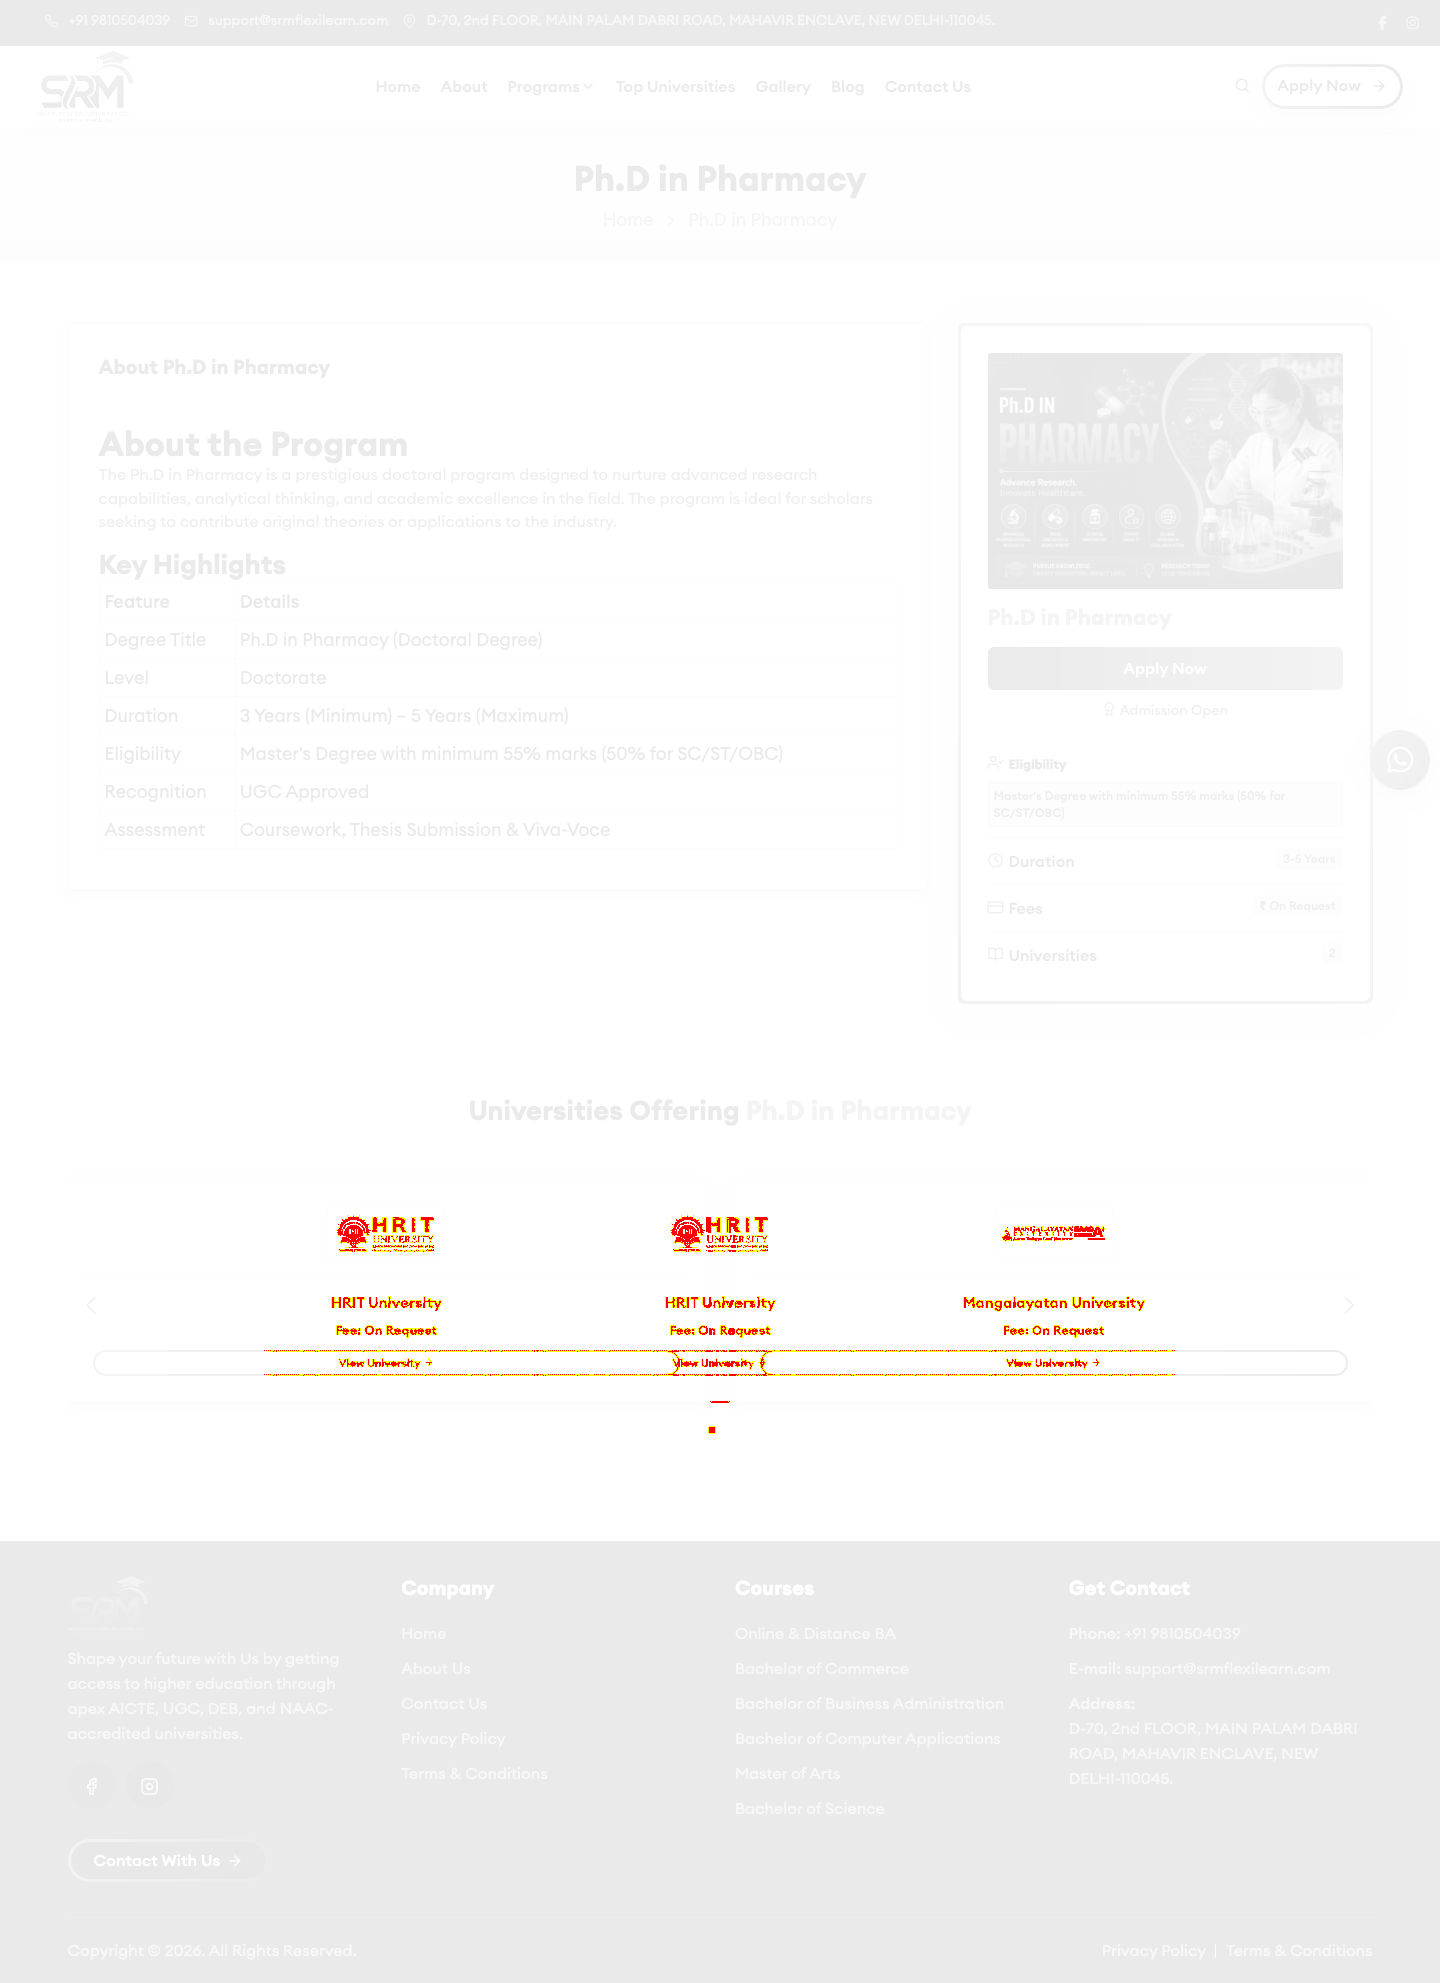 +91 9810504039 support@srmflexilearn.com D-70, 2nd FLOOR, MAIN PALAM DABRI ROAD, MAHAVIR ENCLAVE, NEW DELHI-110045.
SRM
Home About Programs Top Universities Gallery Blog Contact Us
Apply Now
Ph.D in Pharmacy
Home > Ph.D in Pharmacy
About Ph.D in Pharmacy
About the Program
The Ph.D in Pharmacy is a prestigious doctoral program designed to nurture advanced research
capabilities, analytical thinking, and academic excellence in the field. The program is ideal for scholars
seeking to contribute original theories or applications to the industry.
Key Highlights
Feature Details
Degree Title Ph.D in Pharmacy (Doctoral Degree)
Level Doctorate
Duration 3 Years (Minimum) – 5 Years (Maximum)
Eligibility Master's Degree with minimum 55% marks (50% for SC/ST/OBC)
Recognition UGC Approved
Assessment Coursework, Thesis Submission & Viva-Voce
Ph.D IN
PHARMACY
Advance Research.
Innovate Healthcare.
Ph.D in Pharmacy
Apply Now
Admission Open
Eligibility
Master's Degree with minimum 55% marks (50% for
SC/ST/OBC)
Duration 3-5 Years
Fees ₹ On Request
Universities 2
Universities Offering Ph.D in Pharmacy
HRIT
UNIVERSITY
HRIT University
Fee: On Request
View University
HRIT
UNIVERSITY
HRIT University
Fee: On Request
View University
Mangalayatan University
Fee: On Request
View University
SRM
Shape your future with Us by getting
access to higher education through
apex AICTE, UGC, DEB, and NAAC-
accredited universities.
Contact With Us
Company
Home
About Us
Contact Us
Privacy Policy
Terms & Conditions
Courses
Online & Distance BA
Bachelor of Commerce
Bachelor of Business Administration
Bachelor of Computer Applications
Master of Arts
Bachelor of Science
Get Contact
Phone: +91 9810504039
E-mail: support@srmflexilearn.com
Address:
D-70, 2nd FLOOR, MAIN PALAM DABRI
ROAD, MAHAVIR ENCLAVE, NEW
DELHI-110045.
Copyright © 2026. All Rights Reserved.
Privacy Policy | Terms & Conditions